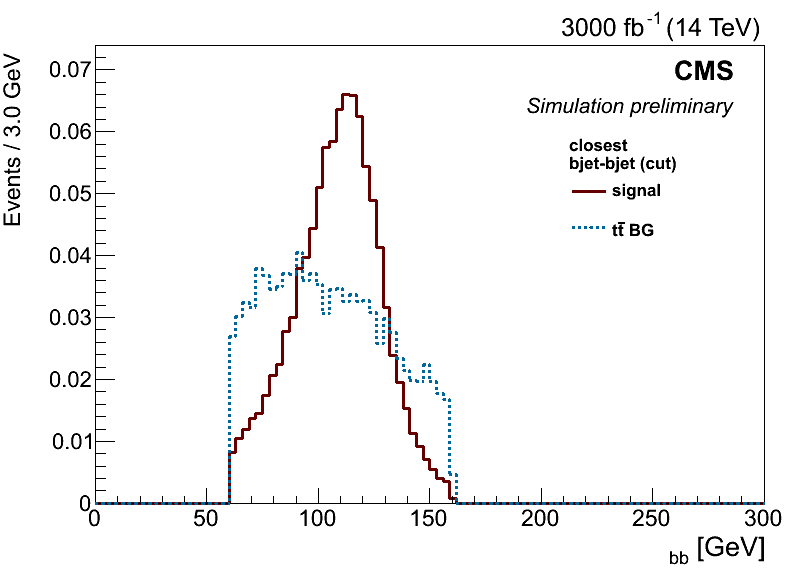 3000 fb-1 (14 TeV)
CMS
Simulation preliminary
closest
bjet-bjet (cut)
signal
tt̄ BG
Events / 3.0 GeV
0.07
0.06
0.05
0.04
0.03
0.02
0.01
0
0 50 100 150 200 250 300
bb [GeV]